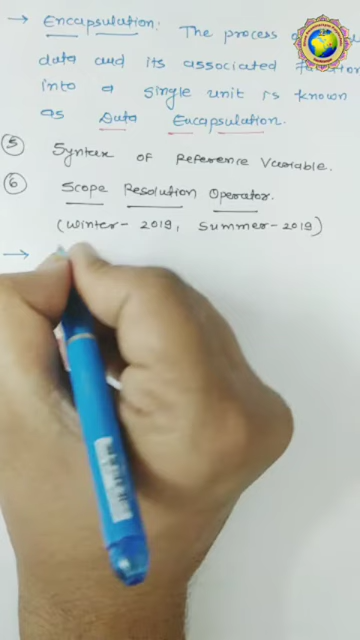 → Encapsulation: The process
data and its associated
into a single unit is known
as Data Encapsulation.
⑤ Syntax of Reference Variable.
⑥ Scope Resolution Operator.
(Winter - 2019, Summer - 2019)
→